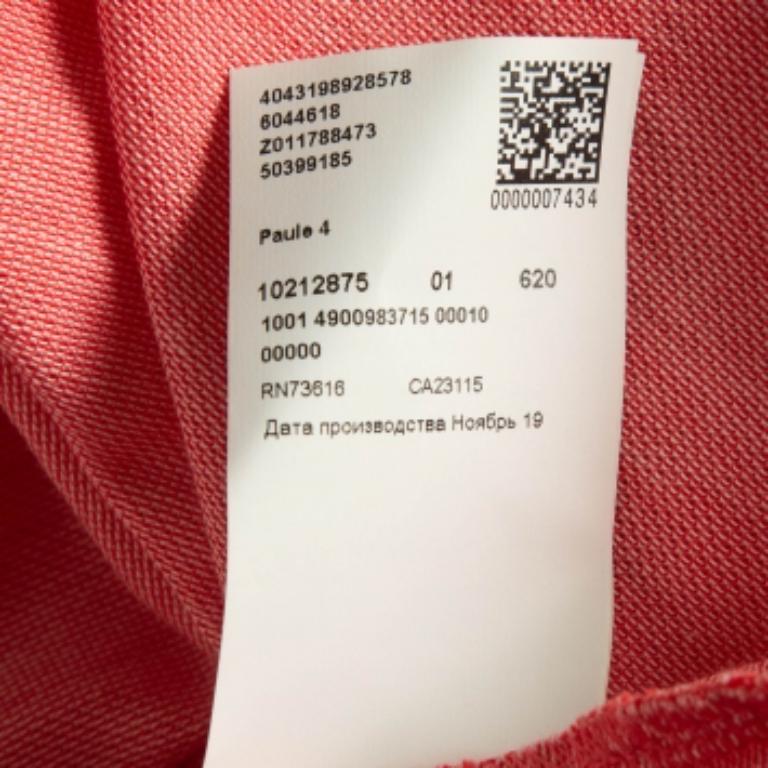 4043198928578
6044618
Z011788473
50399185
0000007434
Paule 4
10212875 01 620
1001 4900983715 00010
00000
RN73616 CA23115
Дата производства Ноябрь 19